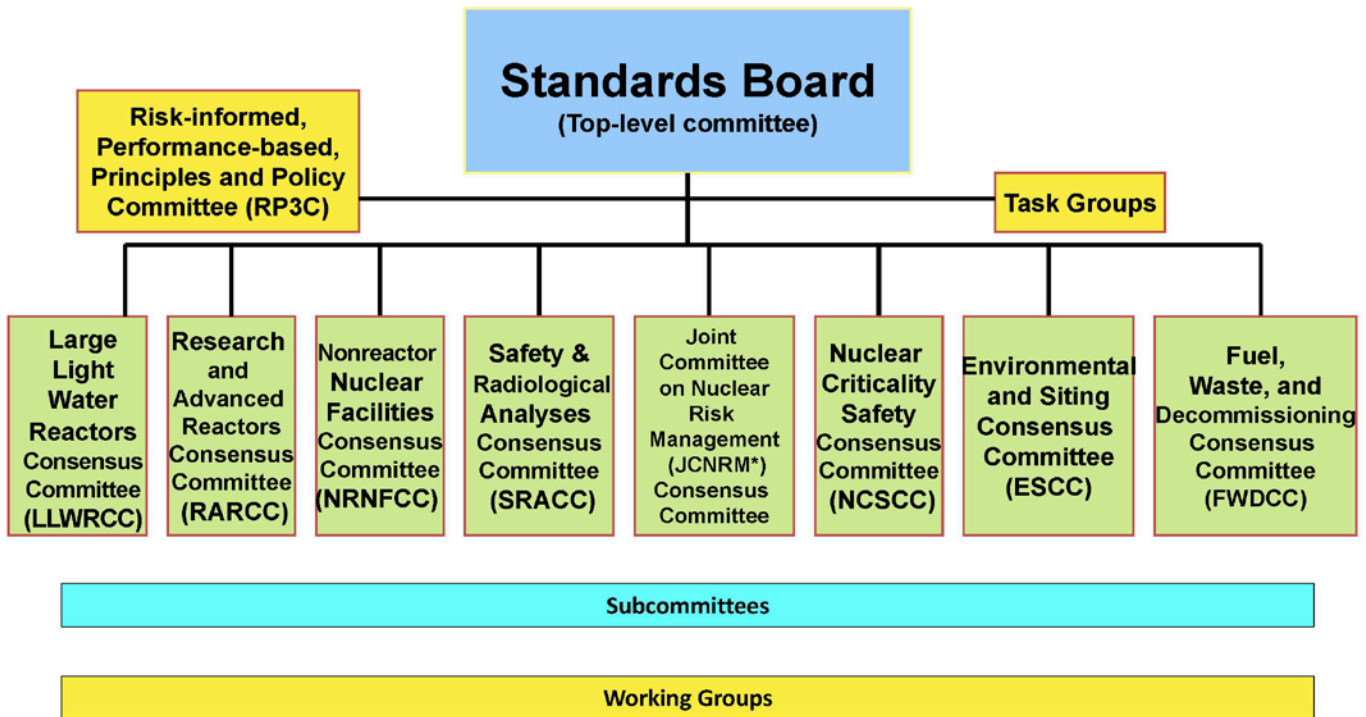 Standards Board
(Top-level committee)
Risk-informed,
Performance-based,
Principles and Policy
Committee (RP3C)
Task Groups
Large
Light
Water
Reactors
Consensus
Committee
(LLWRCC)
Research
and
Advanced
Reactors
Consensus
Committee
(RARCC)
Nonreactor
Nuclear
Facilities
Consensus
Committee
(NRNFCC)
Safety &
Radiological
Analyses
Consensus
Committee
(SRACC)
Joint
Committee
on Nuclear
Risk
Management
(JCNRM*)
Consensus
Committee
Nuclear
Criticality
Safety
Consensus
Committee
(NCSCC)
Environmental
and Siting
Consensus
Committee
(ESCC)
Fuel,
Waste, and
Decommissioning
Consensus
Committee
(FWDCC)
Subcommittees
Working Groups